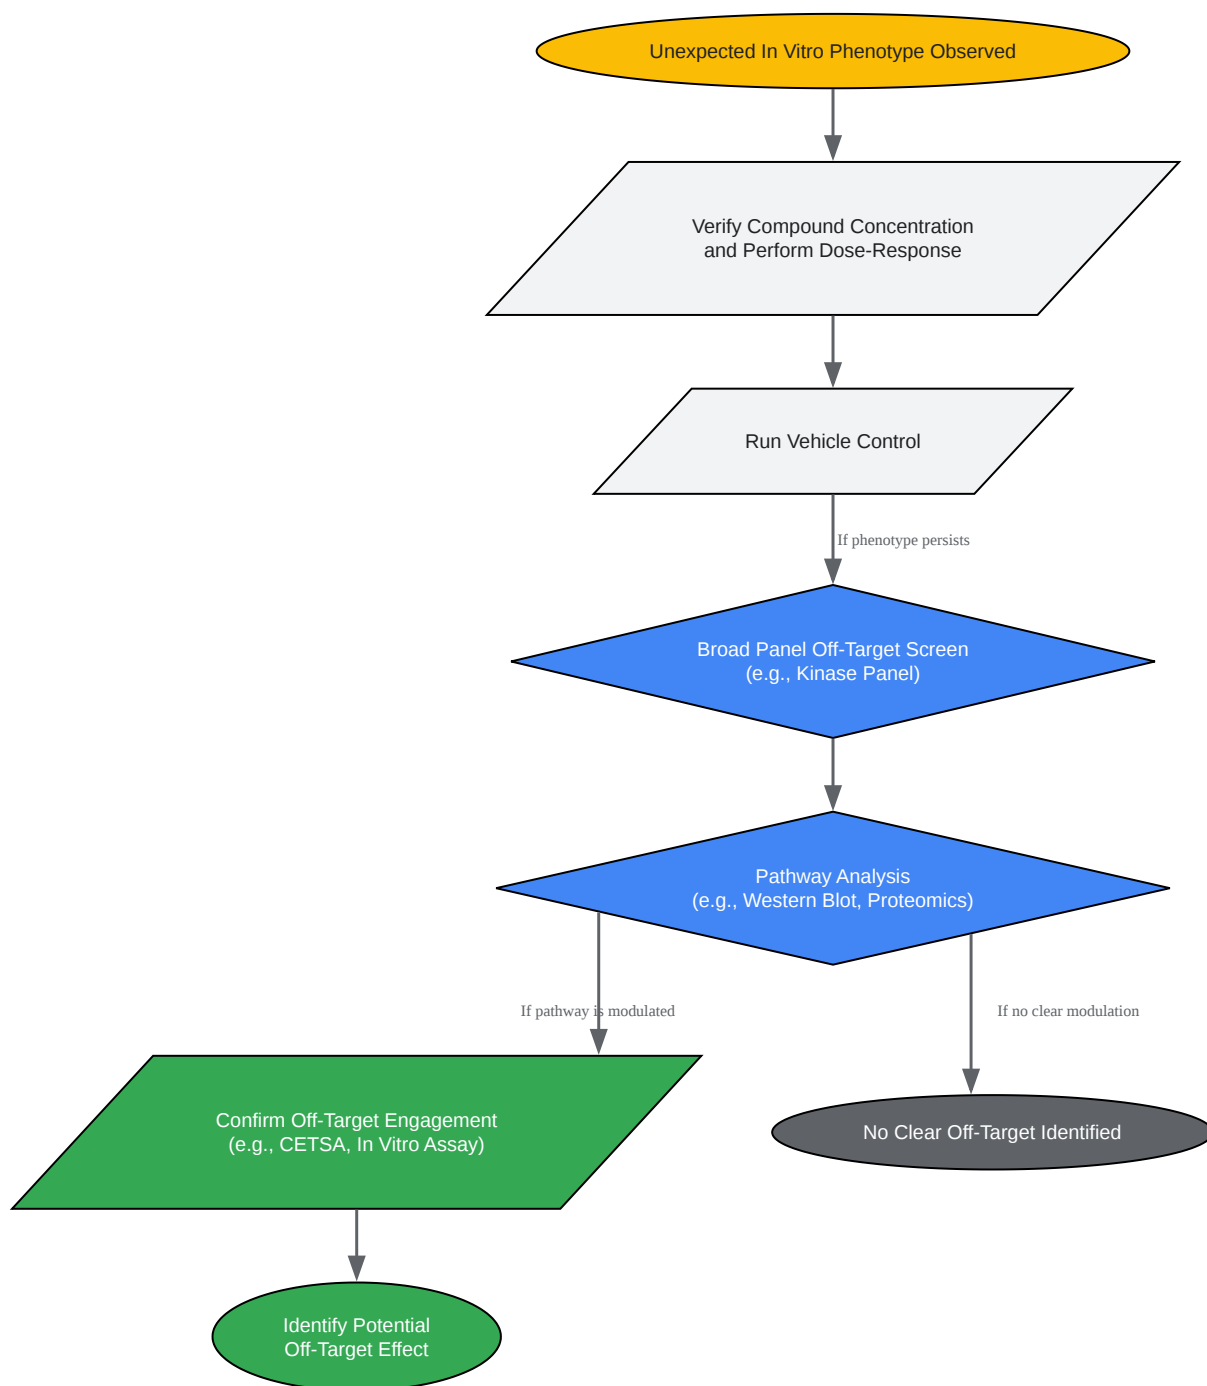 Unexpected In Vitro Phenotype Observed
Verify Compound Concentration
and Perform Dose-Response
Run Vehicle Control
If phenotype persists
Broad Panel Off-Target Screen
(e.g., Kinase Panel)
Pathway Analysis
(e.g., Western Blot, Proteomics)
If pathway is modulated
If no clear modulation
Confirm Off-Target Engagement
(e.g., CETSA, In Vitro Assay)
No Clear Off-Target Identified
Identify Potential
Off-Target Effect